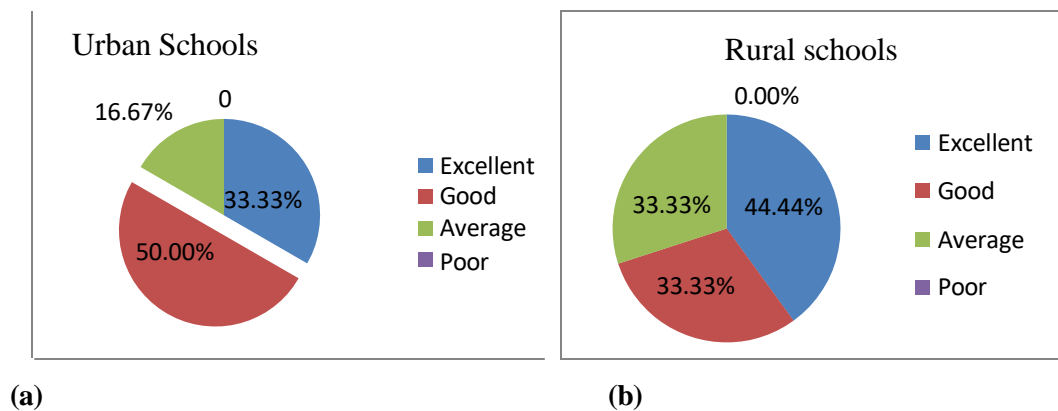 Urban Schools
0
16.67%
33.33%
50.00%
Excellent
Good
Average
Poor
(a)
Rural schools
0.00%
33.33%
44.44%
33.33%
Excellent
Good
Average
Poor
(b)